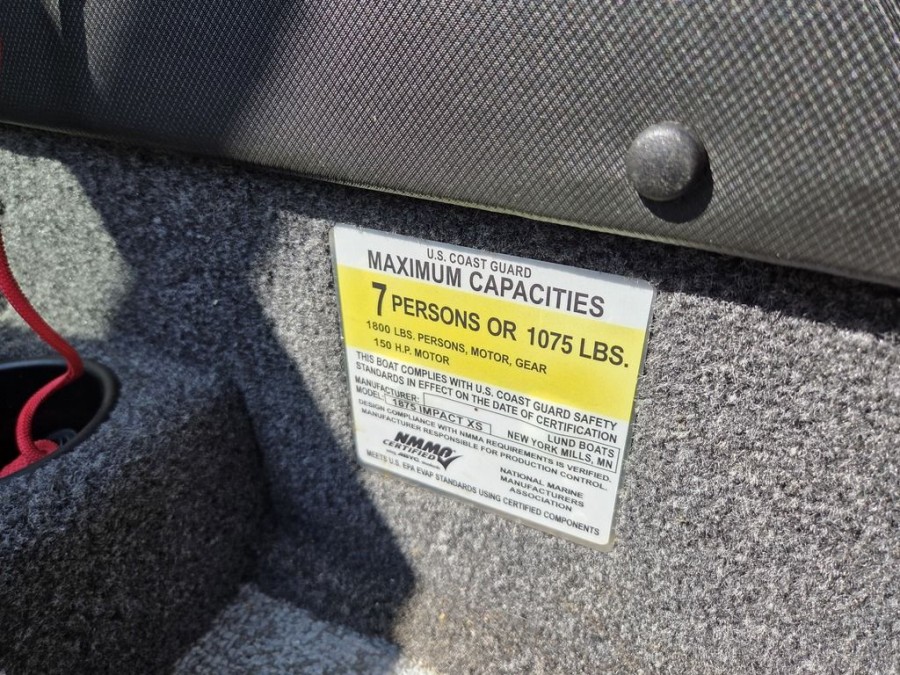 U.S. COAST GUARD
MAXIMUM CAPACITIES
7 PERSONS OR 1075 LBS.
1800 LBS. PERSONS, MOTOR, GEAR
150 H.P. MOTOR
THIS BOAT COMPLIES WITH U.S. COAST GUARD SAFETY
STANDARDS IN EFFECT ON THE DATE OF CERTIFICATION
MANUFACTURER: LUND BOATS
MODEL: 1875 IMPACT XS NEW YORK MILLS, MN
DESIGN COMPLIANCE WITH NMMA REQUIREMENTS IS VERIFIED.
MANUFACTURER RESPONSIBLE FOR PRODUCTION CONTROL.
NMMA
CERTIFIED
NATIONAL MARINE
MANUFACTURERS
ASSOCIATION
MEETS U.S. EPA EVAP STANDARDS USING CERTIFIED COMPONENTS